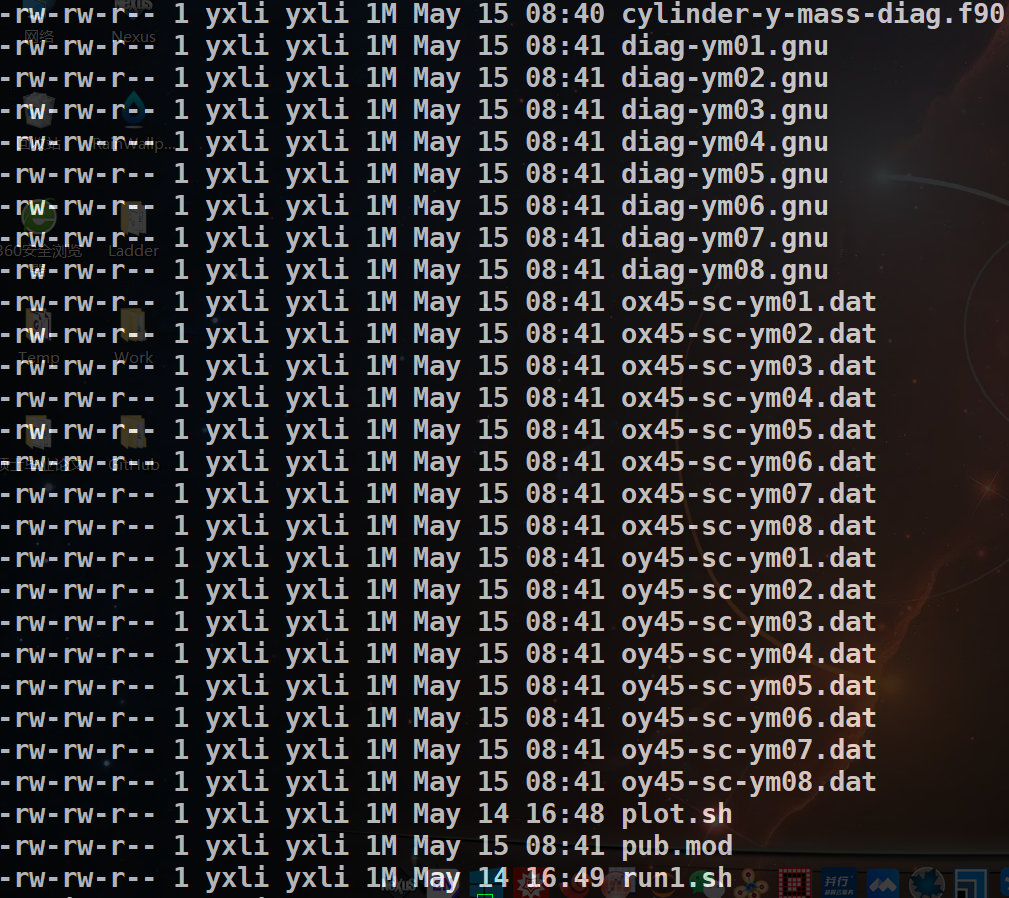 -rw-rw-r-- 1 yxli yxli 1M May 15 08:40 cylinder-y-mass-diag.f90
-rw-rw-r-- 1 yxli yxli 1M May 15 08:41 diag-ym01.gnu
-rw-rw-r-- 1 yxli yxli 1M May 15 08:41 diag-ym02.gnu
-rw-rw-r-- 1 yxli yxli 1M May 15 08:41 diag-ym03.gnu
-rw-rw-r-- 1 yxli yxli 1M May 15 08:41 diag-ym04.gnu
-rw-rw-r-- 1 yxli yxli 1M May 15 08:41 diag-ym05.gnu
-rw-rw-r-- 1 yxli yxli 1M May 15 08:41 diag-ym06.gnu
-rw-rw-r-- 1 yxli yxli 1M May 15 08:41 diag-ym07.gnu
-rw-rw-r-- 1 yxli yxli 1M May 15 08:41 diag-ym08.gnu
-rw-rw-r-- 1 yxli yxli 1M May 15 08:41 ox45-sc-ym01.dat
-rw-rw-r-- 1 yxli yxli 1M May 15 08:41 ox45-sc-ym02.dat
-rw-rw-r-- 1 yxli yxli 1M May 15 08:41 ox45-sc-ym03.dat
-rw-rw-r-- 1 yxli yxli 1M May 15 08:41 ox45-sc-ym04.dat
-rw-rw-r-- 1 yxli yxli 1M May 15 08:41 ox45-sc-ym05.dat
-rw-rw-r-- 1 yxli yxli 1M May 15 08:41 ox45-sc-ym06.dat
-rw-rw-r-- 1 yxli yxli 1M May 15 08:41 ox45-sc-ym07.dat
-rw-rw-r-- 1 yxli yxli 1M May 15 08:41 ox45-sc-ym08.dat
-rw-rw-r-- 1 yxli yxli 1M May 15 08:41 oy45-sc-ym01.dat
-rw-rw-r-- 1 yxli yxli 1M May 15 08:41 oy45-sc-ym02.dat
-rw-rw-r-- 1 yxli yxli 1M May 15 08:41 oy45-sc-ym03.dat
-rw-rw-r-- 1 yxli yxli 1M May 15 08:41 oy45-sc-ym04.dat
-rw-rw-r-- 1 yxli yxli 1M May 15 08:41 oy45-sc-ym05.dat
-rw-rw-r-- 1 yxli yxli 1M May 15 08:41 oy45-sc-ym06.dat
-rw-rw-r-- 1 yxli yxli 1M May 15 08:41 oy45-sc-ym07.dat
-rw-rw-r-- 1 yxli yxli 1M May 15 08:41 oy45-sc-ym08.dat
-rw-rw-r-- 1 yxli yxli 1M May 14 16:48 plot.sh
-rw-rw-r-- 1 yxli yxli 1M May 15 08:41 pub.mod
-rw-rw-r-- 1 yxli yxli 1M May 14 16:49 run1.sh
网络
Nexus
360安全浏览
Ladder
Temp
Work
GitHub
并行